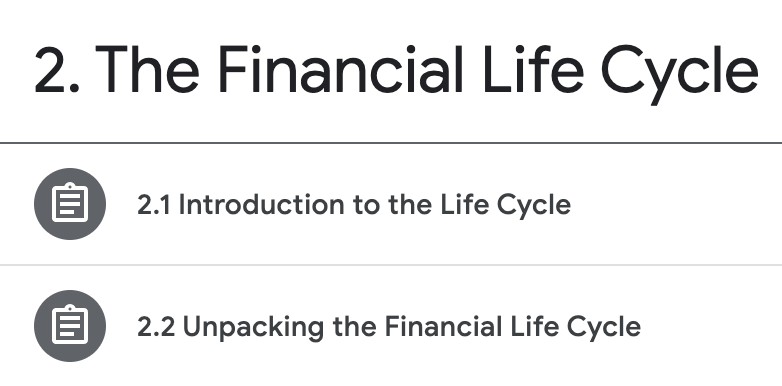 2. The Financial Life Cycle
2.1 Introduction to the Life Cycle
2.2 Unpacking the Financial Life Cycle